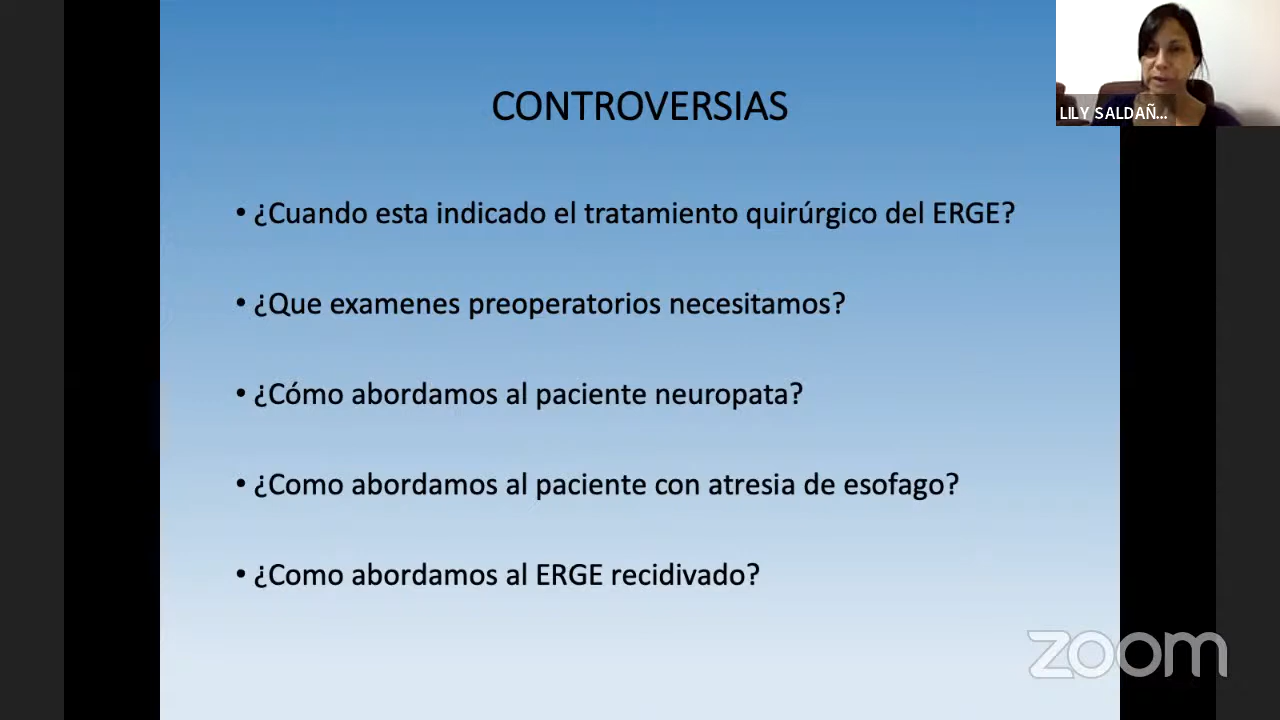 CONTROVERSIAS
LILY SALDAÑ...
• ¿Cuando esta indicado el tratamiento quirúrgico del ERGE?
• ¿Que examenes preoperatorios necesitamos?
• ¿Cómo abordamos al paciente neuropata?
• ¿Como abordamos al paciente con atresia de esofago?
• ¿Como abordamos al ERGE recidivado?
zoom